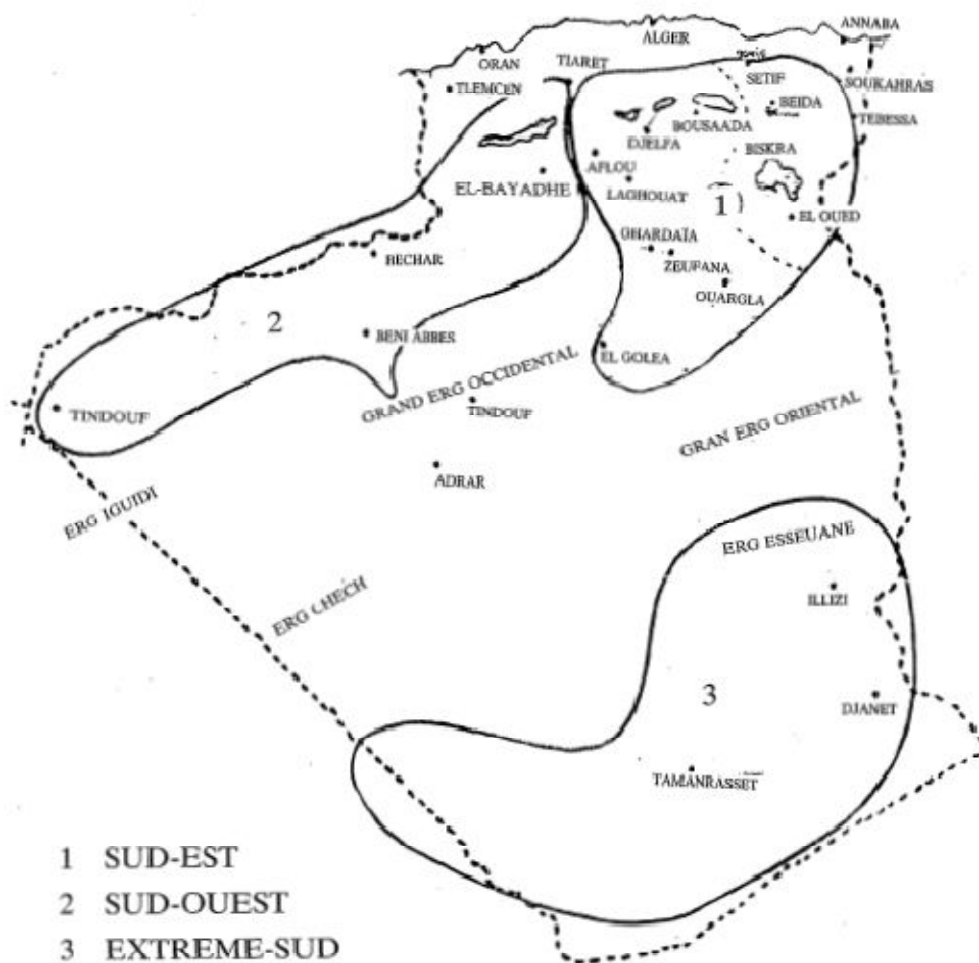 ANNABA
ALGER
ORAN
TIARET
SETIF
SOUKAHRAS
TLEMCEN
BEIDA
BOUSAADA
TEBESSA
DJELFA
BISKRA
AFLOU
EL-BAYADHE
LAGHOUAT
1
EL OUED
GHARDAÏA
BECHAR
ZELFANA
OUARGLA
2
BENI ABBES
EL GOLEA
GRAND ERG OCCIDENTAL
TINDOUF
TINDOUF
GRAN ERG ORIENTAL
ADRAR
ERG IGUIDI
ERG ESSEUANE
ERG CHECH
ILLIZI
3
DJANET
TAMANRASSET
1 SUD-EST
2 SUD-OUEST
3 EXTREME-SUD